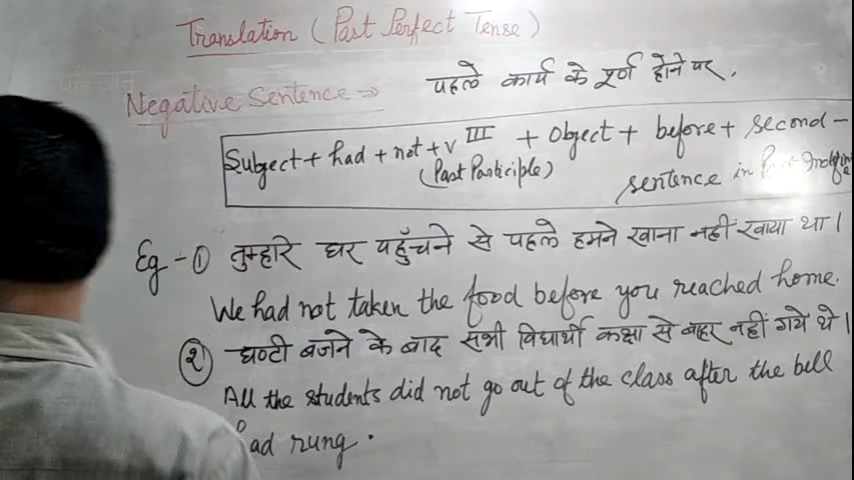 Translation (Past Perfect Tense)
Negative Sentence ⇒ पहले कार्य के पूर्ण होने पर,
Subject + had + not + v III + Object + before + second -
(Past Participle) sentence in
Eg - ① तुम्हारे घर पहुँचने से पहले हमने खाना नहीं खाया था।
We had not taken the food before you reached home.
② घण्टी बजने के बाद सभी विद्यार्थी कक्षा से बाहर नहीं गये थे।
All the students did not go out of the class after the bell
had rung.